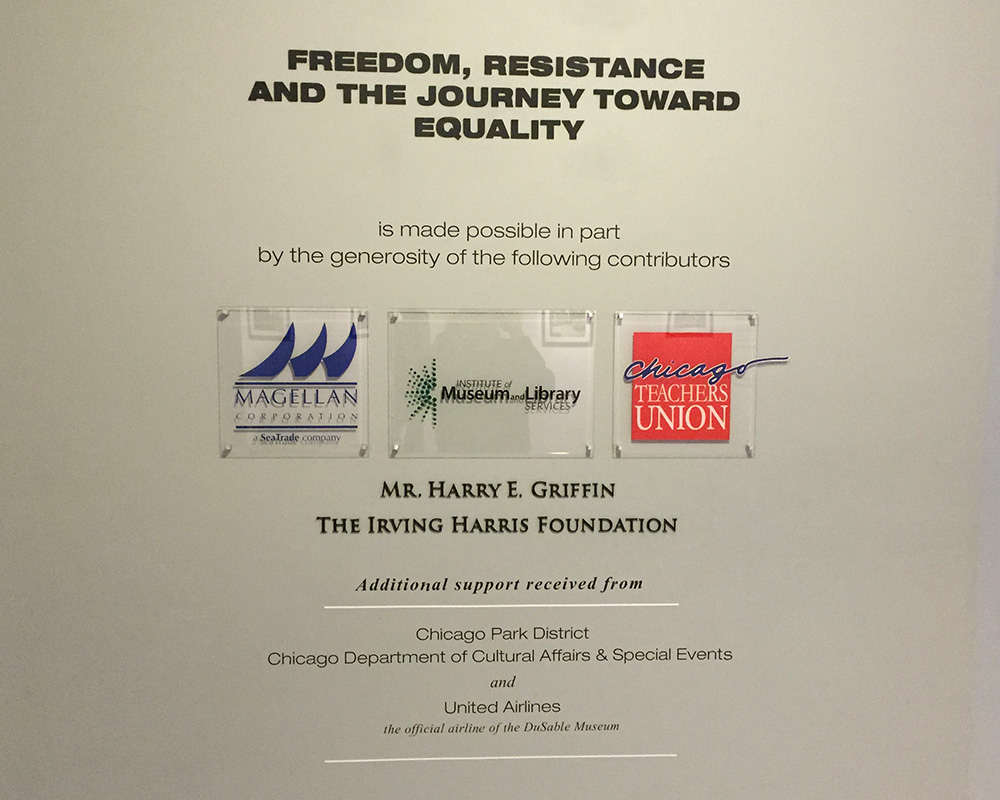 FREEDOM, RESISTANCE
AND THE JOURNEY TOWARD
EQUALITY
is made possible in part
by the generosity of the following contributors
MAGELLAN
CORPORATION
a SeaTrade company
INSTITUTE of
Museum and Library
SERVICES
Chicago
TEACHERS
UNION
MR. HARRY E. GRIFFIN
THE IRVING HARRIS FOUNDATION
Additional support received from
Chicago Park District
Chicago Department of Cultural Affairs & Special Events
and
United Airlines
the official airline of the DuSable Museum